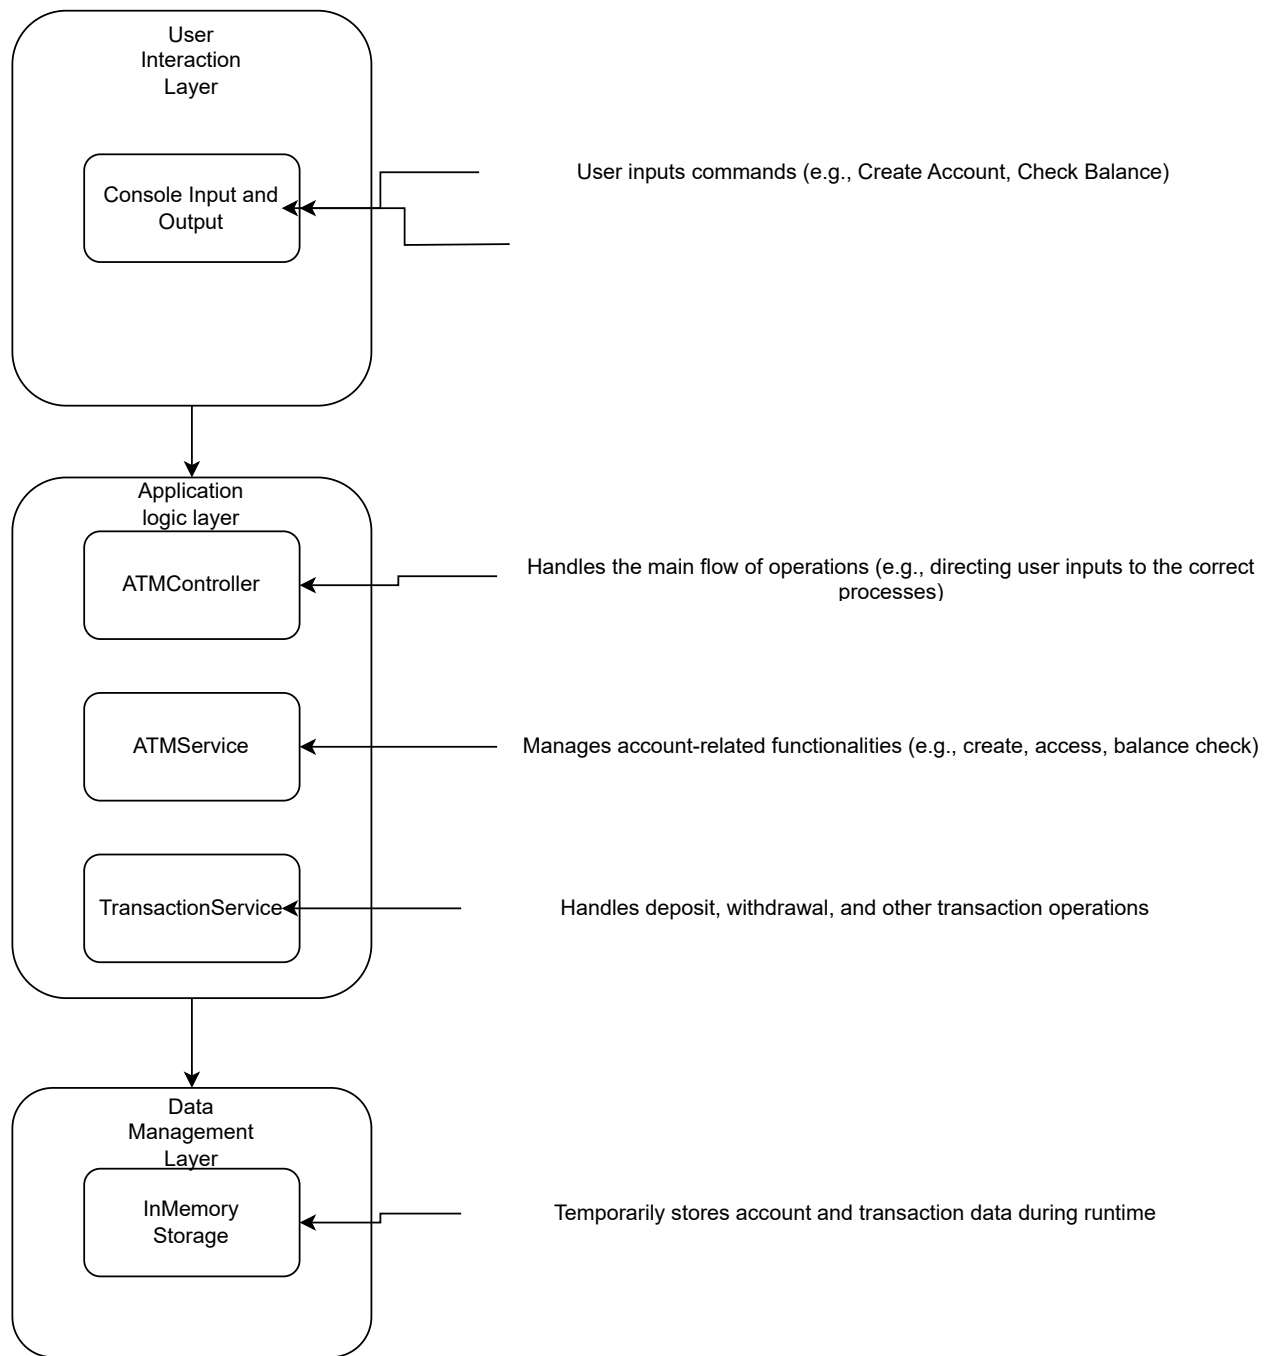 User
Interaction
Layer
Console Input and
Output
User inputs commands (e.g., Create Account, Check Balance)
Application
logic layer
ATMController
Handles the main flow of operations (e.g., directing user inputs to the correct
processes)
ATMService
Manages account-related functionalities (e.g., create, access, balance check)
TransactionService
Handles deposit, withdrawal, and other transaction operations
Data
Management
Layer
InMemory
Storage
Temporarily stores account and transaction data during runtime